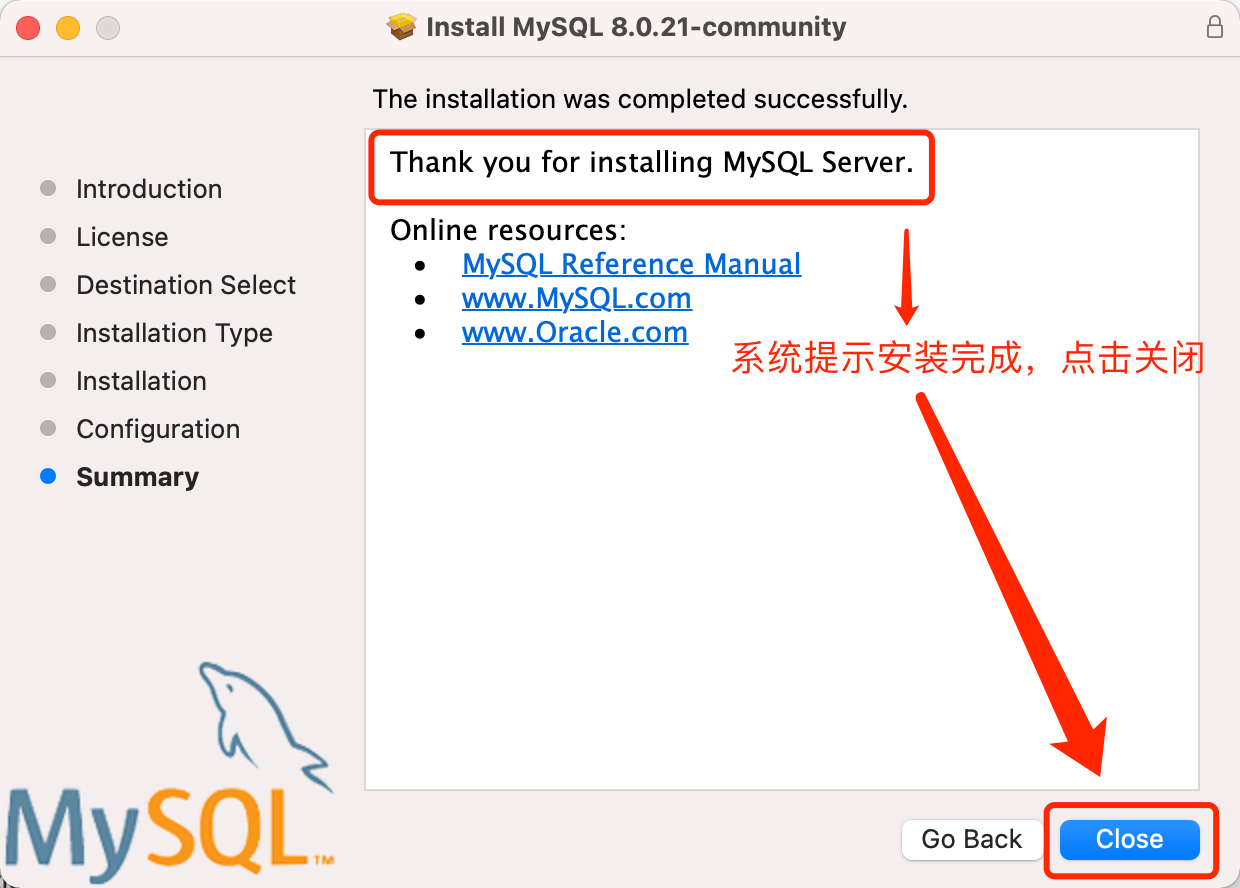 Install MySQL 8.0.21-community
The installation was completed successfully.
Thank you for installing MySQL Server.
Online resources:
MySQL Reference Manual
www.MySQL.com
www.Oracle.com
系统提示安装完成，点击关闭
Introduction
License
Destination Select
Installation Type
Installation
Configuration
Summary
MySQL™
Go Back
Close